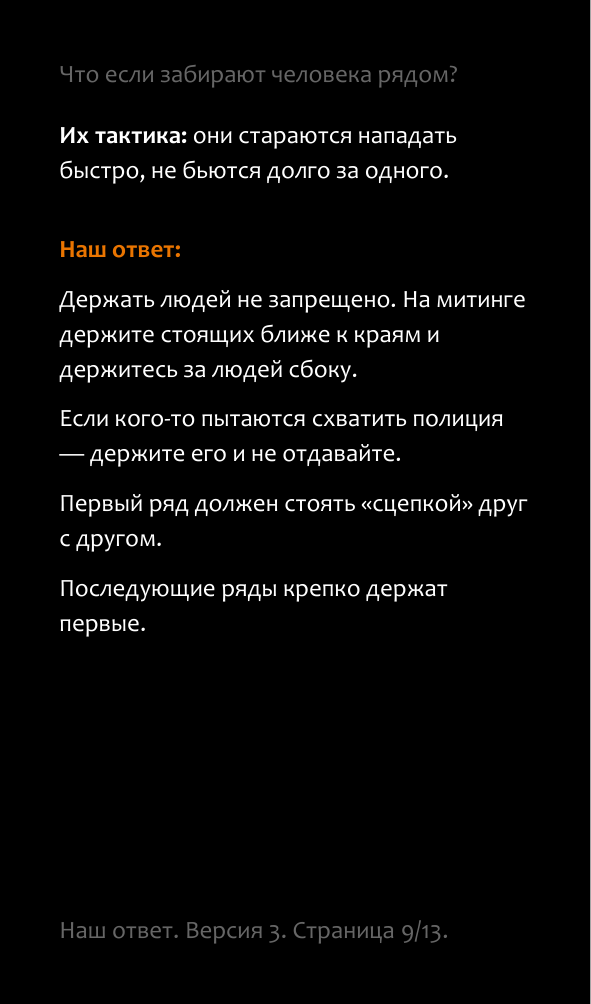 Что если забирают человека рядом?
Их тактика: они стараются нападать
быстро, не бьются долго за одного.
Наш ответ:
Держать людей не запрещено. На митинге
держите стоящих ближе к краям и
держитесь за людей сбоку.
Если кого-то пытаются схватить полиция
— держите его и не отдавайте.
Первый ряд должен стоять «сцепкой» друг
с другом.
Последующие ряды крепко держат
первые.
Наш ответ. Версия 3. Страница 9/13.